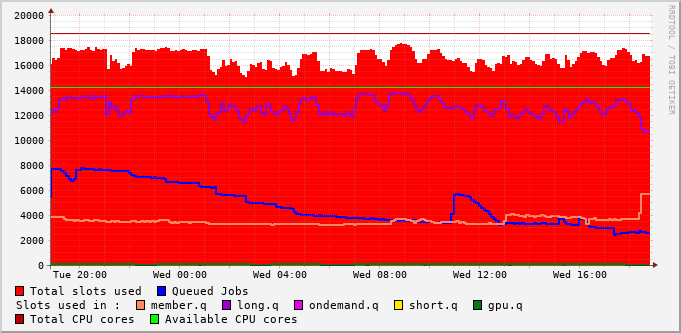 20000
18000
16000
14000
12000
10000
8000
6000
4000
2000
0
Tue 20:00 Wed 00:00 Wed 04:00 Wed 08:00 Wed 12:00 Wed 16:00
Total slots used Queued Jobs
Slots used in : member.q long.q ondemand.q short.q gpu.q
Total CPU cores Available CPU cores
RRDTOOL / TOBI OETIKER